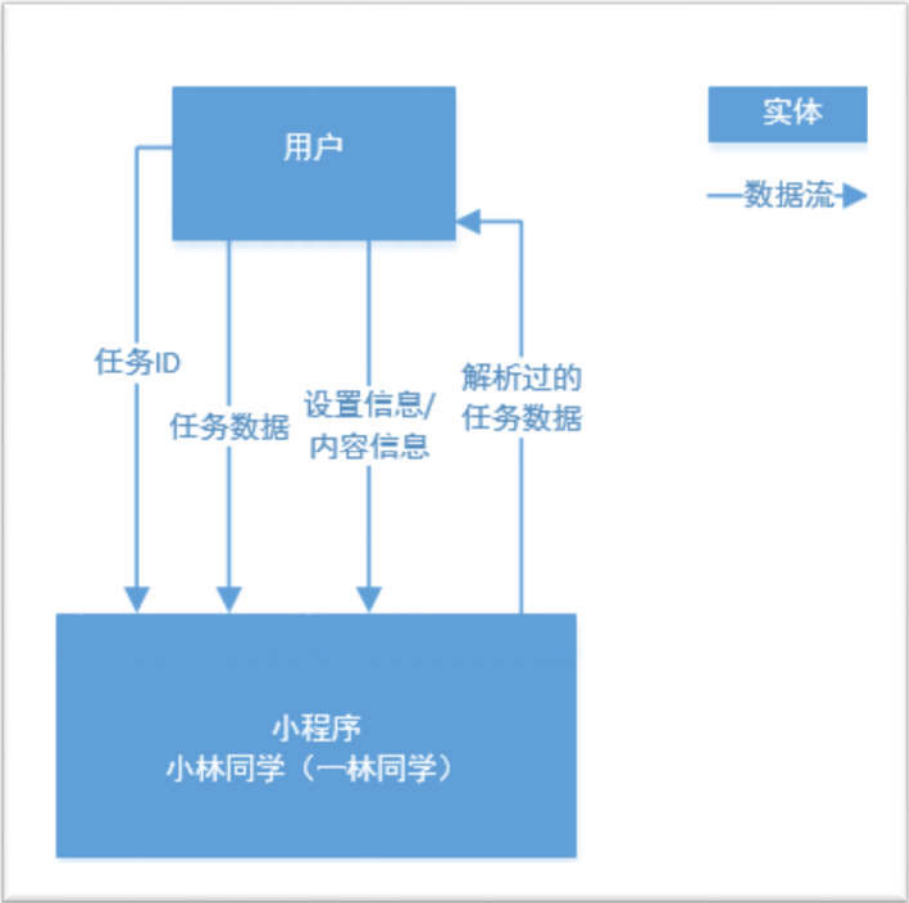 用户
实体
数据流
任务ID
任务数据
设置信息/
内容信息
解析过的
任务数据
小程序
小林同学（一林同学）